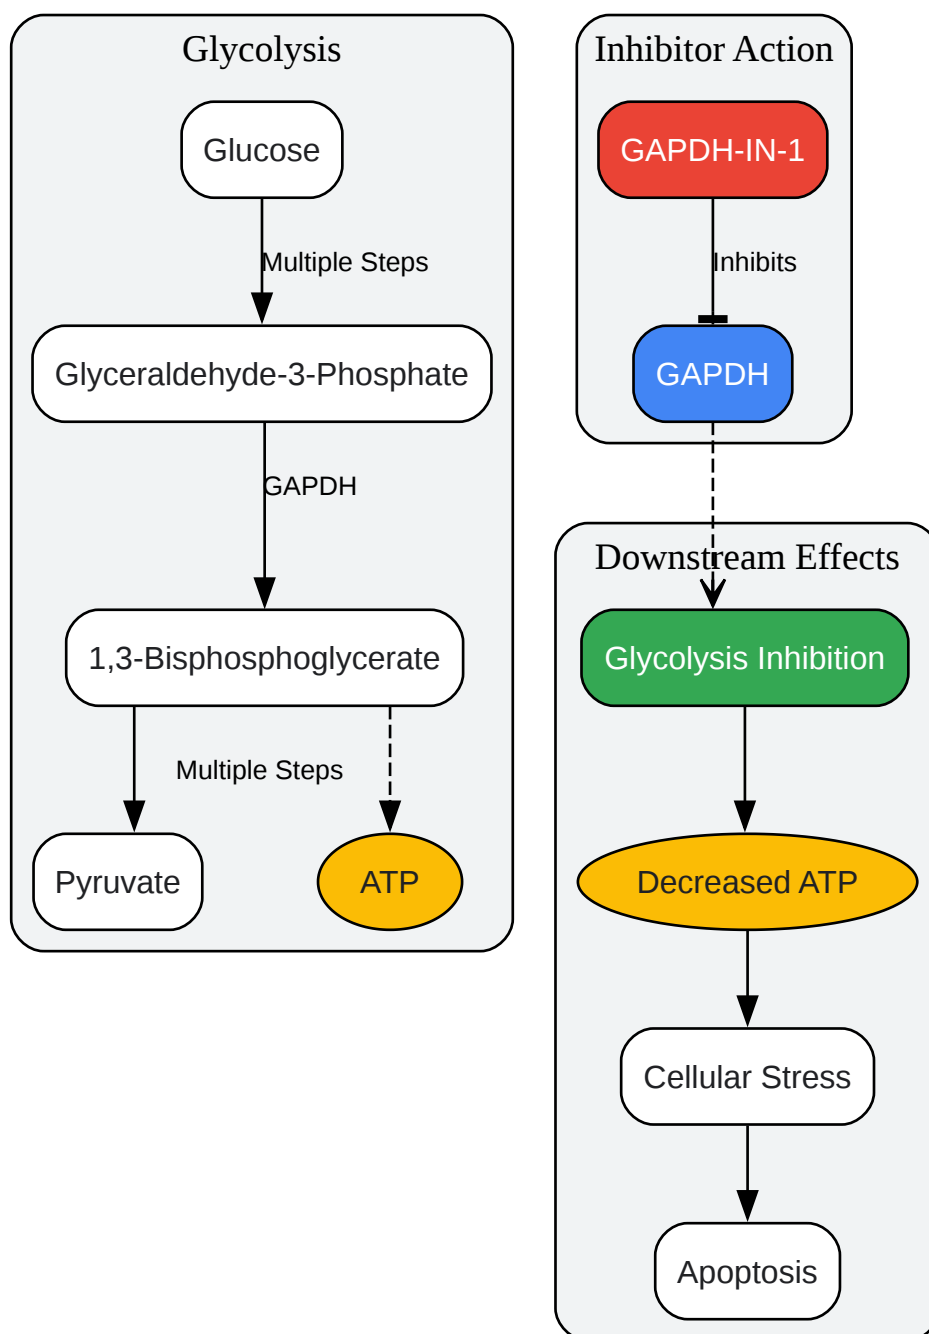 Glycolysis
Glucose
Multiple Steps
Glyceraldehyde-3-Phosphate
GAPDH
1,3-Bisphosphoglycerate
Multiple Steps
Pyruvate
ATP
Inhibitor Action
GAPDH-IN-1
Inhibits
GAPDH
Downstream Effects
Glycolysis Inhibition
Decreased ATP
Cellular Stress
Apoptosis